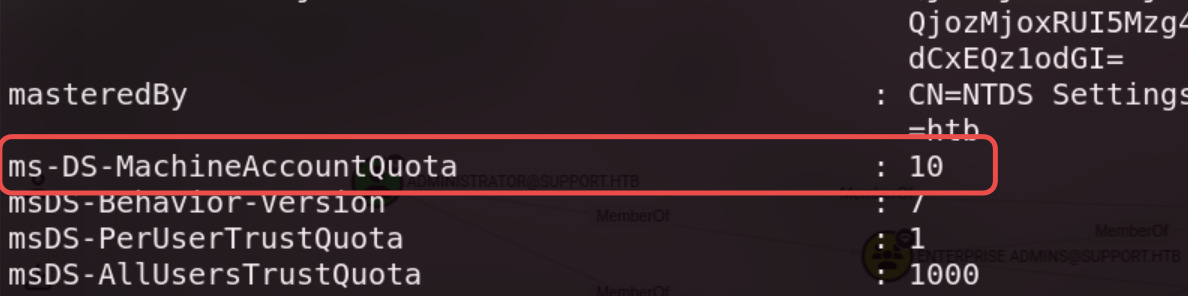 QjozMjoxRUI5Mzg4
dCxEQz1odGI=
masteredBy : CN=NTDS Settings
=htb
ms-DS-MachineAccountQuota : 10
ADMINISTRATOR@SUPPORT.HTB
MemberOf
msDS-Behavior-Version : 7
MemberOf
MemberOf
msDS-PerUserTrustQuota : 1
ENTERPRISE ADMINS@SUPPORT.HTB
msDS-AllUsersTrustQuota : 1000
MemberOf